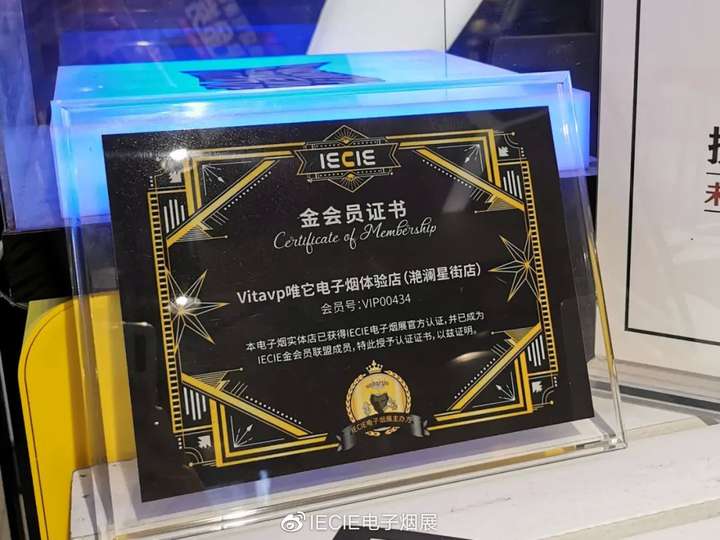 IECIE
金会员证书
Certificate of Membership
Vitavp唯它电子烟体验店(滟澜星街店)
会员号:VIP00434
本电子烟实体店已获得IECIE电子烟展官方认证,并已成为
IECIE金会员联盟成员,特此授予认证证书,以兹证明。
IECIE电子烟展主办方
IECIE电子烟展